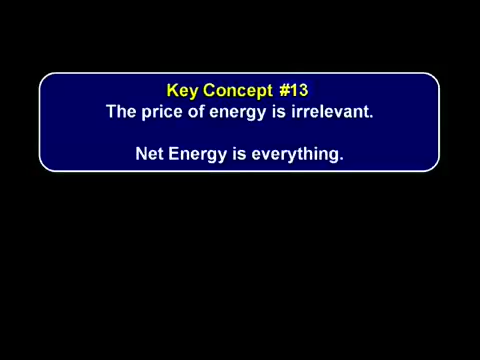 Key Concept #13
The price of energy is irrelevant.
Net Energy is everything.